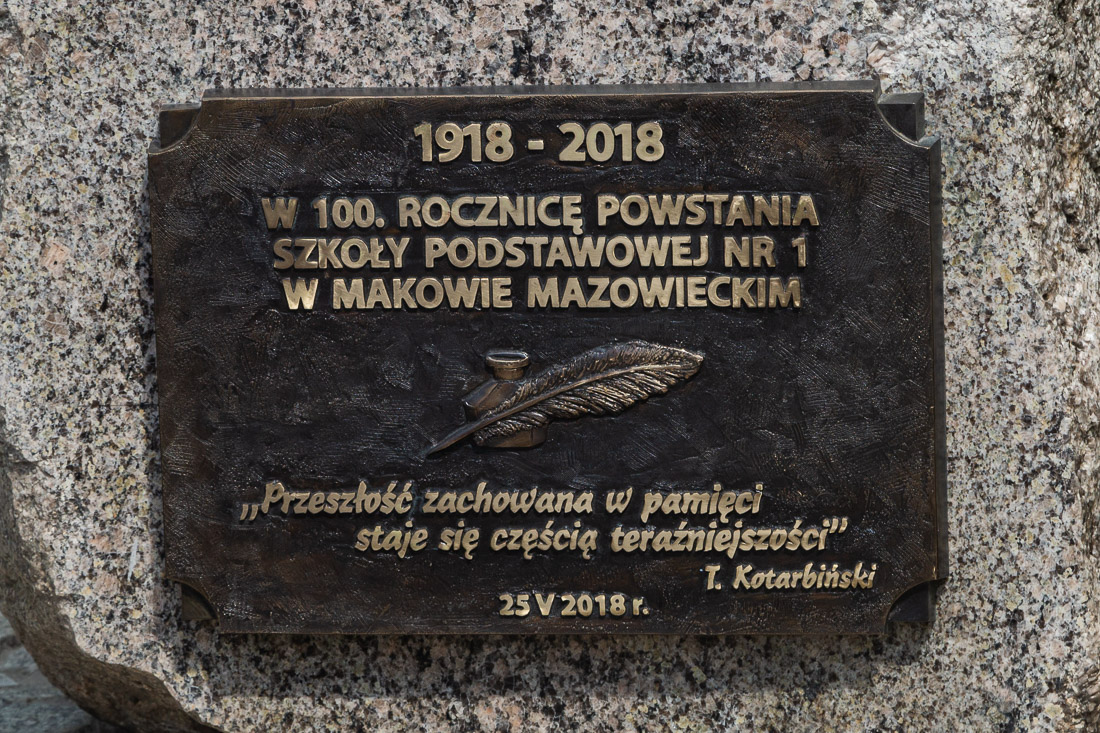 1918 - 2018
W 100. ROCZNICĘ POWSTANIA
SZKOŁY PODSTAWOWEJ NR 1
W MAKOWIE MAZOWIECKIM
„Przeszłość zachowana w pamięci
staje się częścią teraźniejszości”
T. Kotarbiński
25 V 2018 r.